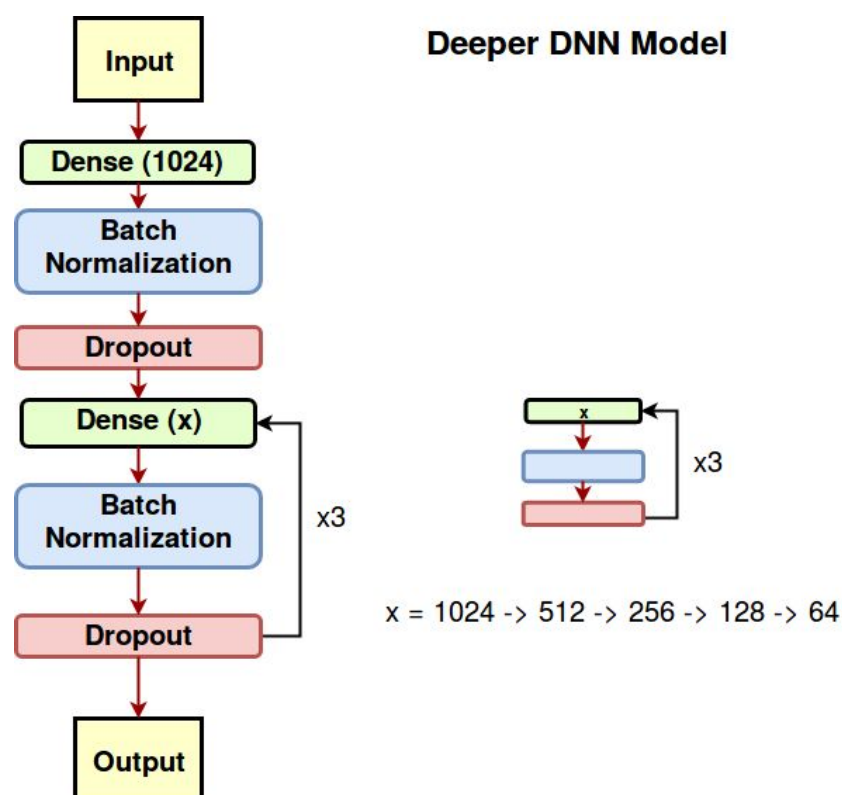 Deeper DNN Model
Input
Dense (1024)
Batch
Normalization
Dropout
Dense (x)
Batch
Normalization
x3
Dropout
Output
x
x3
x = 1024 -> 512 -> 256 -> 128 -> 64